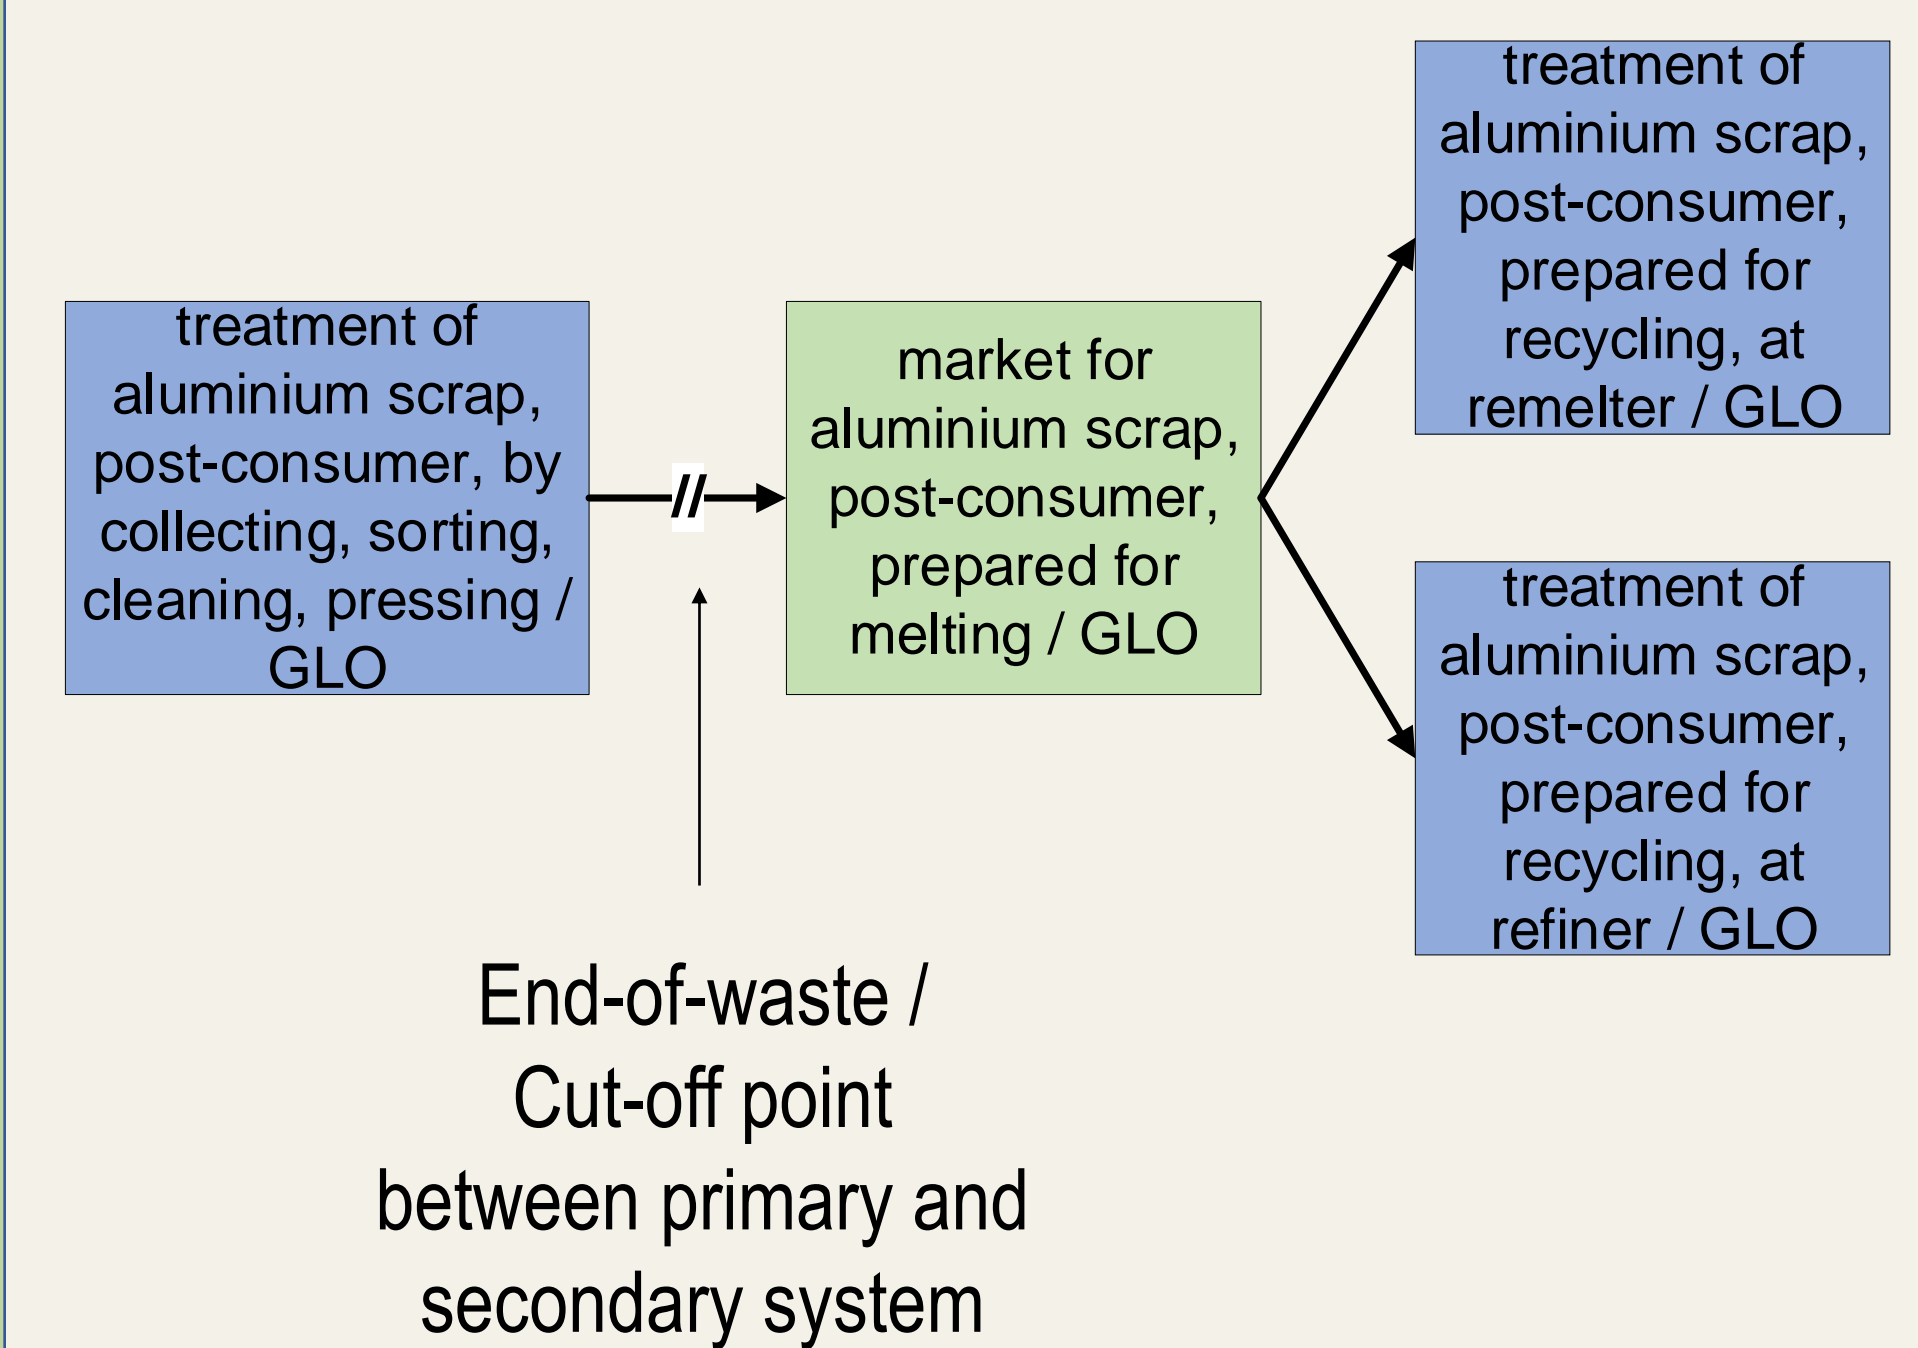 treatment of
aluminium scrap,
post-consumer, by
collecting, sorting,
cleaning, pressing /
GLO
//
market for
aluminium scrap,
post-consumer,
prepared for
melting / GLO
treatment of
aluminium scrap,
post-consumer,
prepared for
recycling, at
remelter / GLO
treatment of
aluminium scrap,
post-consumer,
prepared for
recycling, at
refiner / GLO
End-of-waste /
Cut-off point
between primary and
secondary system